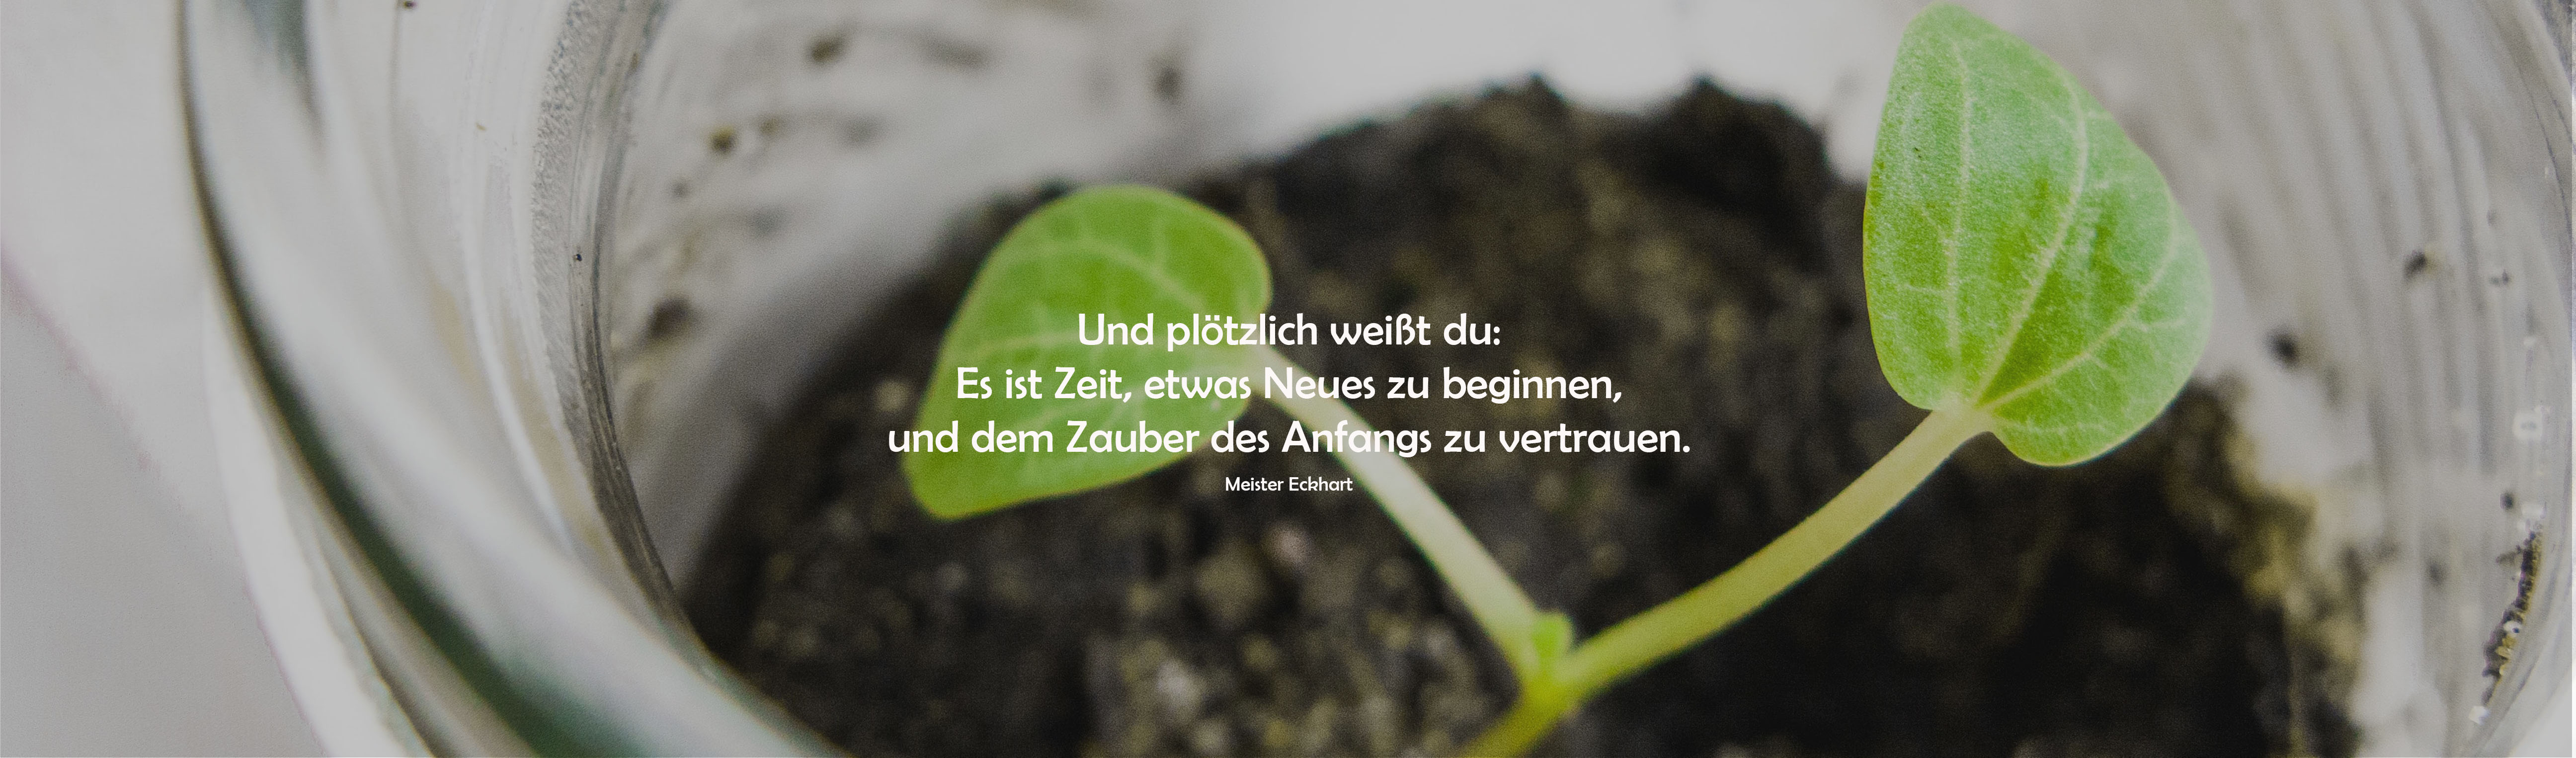 Und plötzlich weißt du:
Es ist Zeit, etwas Neues zu beginnen,
und dem Zauber des Anfangs zu vertrauen.
Meister Eckhart